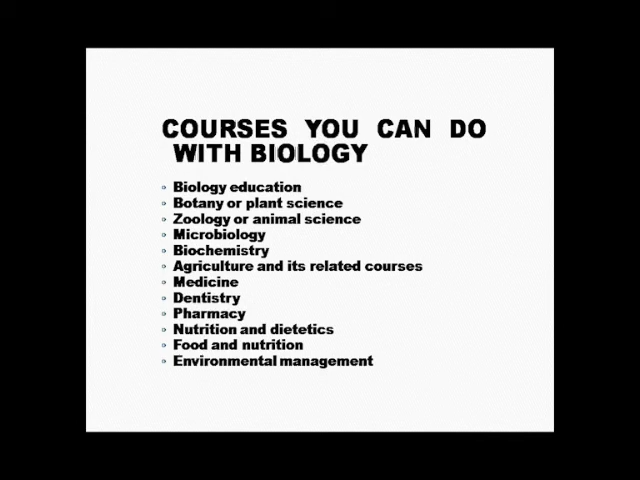 COURSES YOU CAN DO
WITH BIOLOGY
Biology education
Botany or plant science
Zoology or animal science
Microbiology
Biochemistry
Agriculture and its related courses
Medicine
Dentistry
Pharmacy
Nutrition and dietetics
Food and nutrition
Environmental management